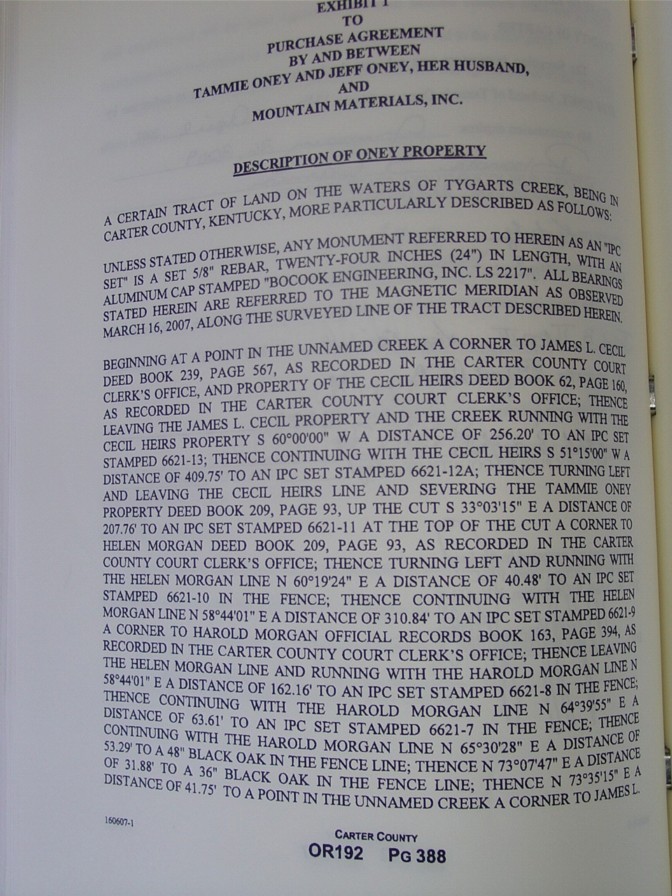 EXHIBIT 1
TO
PURCHASE AGREEMENT
BY AND BETWEEN
TAMMIE ONEY AND JEFF ONEY, HER HUSBAND,
AND
MOUNTAIN MATERIALS, INC.
DESCRIPTION OF ONEY PROPERTY
A CERTAIN TRACT OF LAND ON THE WATERS OF TYGARTS CREEK, BEING IN
CARTER COUNTY, KENTUCKY, MORE PARTICULARLY DESCRIBED AS FOLLOWS:
UNLESS STATED OTHERWISE, ANY MONUMENT REFERRED TO HEREIN AS AN "IPC
SET" IS A SET 5/8" REBAR, TWENTY-FOUR INCHES (24") IN LENGTH, WITH AN
ALUMINUM CAP STAMPED "BOCOOK ENGINEERING, INC. LS 2217". ALL BEARINGS
STATED HEREIN ARE REFERRED TO THE MAGNETIC MERIDIAN AS OBSERVED
MARCH 16, 2007, ALONG THE SURVEYED LINE OF THE TRACT DESCRIBED HEREIN.
BEGINNING AT A POINT IN THE UNNAMED CREEK A CORNER TO JAMES L. CECIL
DEED BOOK 239, PAGE 567, AS RECORDED IN THE CARTER COUNTY COURT
CLERK'S OFFICE, AND PROPERTY OF THE CECIL HEIRS DEED BOOK 62, PAGE 160,
AS RECORDED IN THE CARTER COUNTY COURT CLERK'S OFFICE; THENCE
LEAVING THE JAMES L. CECIL PROPERTY AND THE CREEK RUNNING WITH THE
CECIL HEIRS PROPERTY S 60°00'00" W A DISTANCE OF 256.20' TO AN IPC SET
STAMPED 6621-13; THENCE CONTINUING WITH THE CECIL HEIRS S 51°15'00" W A
DISTANCE OF 409.75' TO AN IPC SET STAMPED 6621-12A; THENCE TURNING LEFT
AND LEAVING THE CECIL HEIRS LINE AND SEVERING THE TAMMIE ONEY
PROPERTY DEED BOOK 209, PAGE 93, UP THE CUT S 33°03'15" E A DISTANCE OF
207.76' TO AN IPC SET STAMPED 6621-11 AT THE TOP OF THE CUT A CORNER TO
HELEN MORGAN DEED BOOK 209, PAGE 93, AS RECORDED IN THE CARTER
COUNTY COURT CLERK'S OFFICE; THENCE TURNING LEFT AND RUNNING WITH
THE HELEN MORGAN LINE N 60°19'24" E A DISTANCE OF 40.48' TO AN IPC SET
STAMPED 6621-10 IN THE FENCE; THENCE CONTINUING WITH THE HELEN
MORGAN LINE N 58°44'01" E A DISTANCE OF 310.84' TO AN IPC SET STAMPED 6621-9
A CORNER TO HAROLD MORGAN OFFICIAL RECORDS BOOK 163, PAGE 394, AS
RECORDED IN THE CARTER COUNTY COURT CLERK'S OFFICE; THENCE LEAVING
THE HELEN MORGAN LINE AND RUNNING WITH THE HAROLD MORGAN LINE N
58°44'01" E A DISTANCE OF 162.16' TO AN IPC SET STAMPED 6621-8 IN THE FENCE;
THENCE CONTINUING WITH THE HAROLD MORGAN LINE N 64°39'55" E A
DISTANCE OF 63.61' TO AN IPC SET STAMPED 6621-7 IN THE FENCE; THENCE
CONTINUING WITH THE HAROLD MORGAN LINE N 65°30'28" E A DISTANCE OF
53.29' TO A 48" BLACK OAK IN THE FENCE LINE; THENCE N 73°07'47" E A DISTANCE
OF 31.88' TO A 36" BLACK OAK IN THE FENCE LINE; THENCE N 73°35'15" E A
DISTANCE OF 41.75' TO A POINT IN THE UNNAMED CREEK A CORNER TO JAMES L.
160607-1
CARTER COUNTY
OR192 PG 388